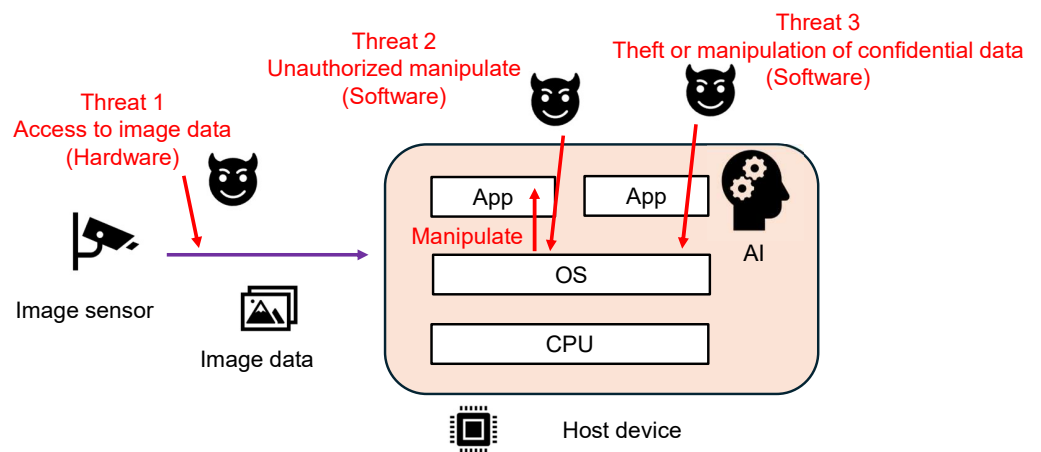 Threat 1
Access to image data
(Hardware)
Threat 2
Unauthorized manipulate
(Software)
Threat 3
Theft or manipulation of confidential data
(Software)
App
App
Manipulate
AI
OS
CPU
Image sensor
Image data
Host device